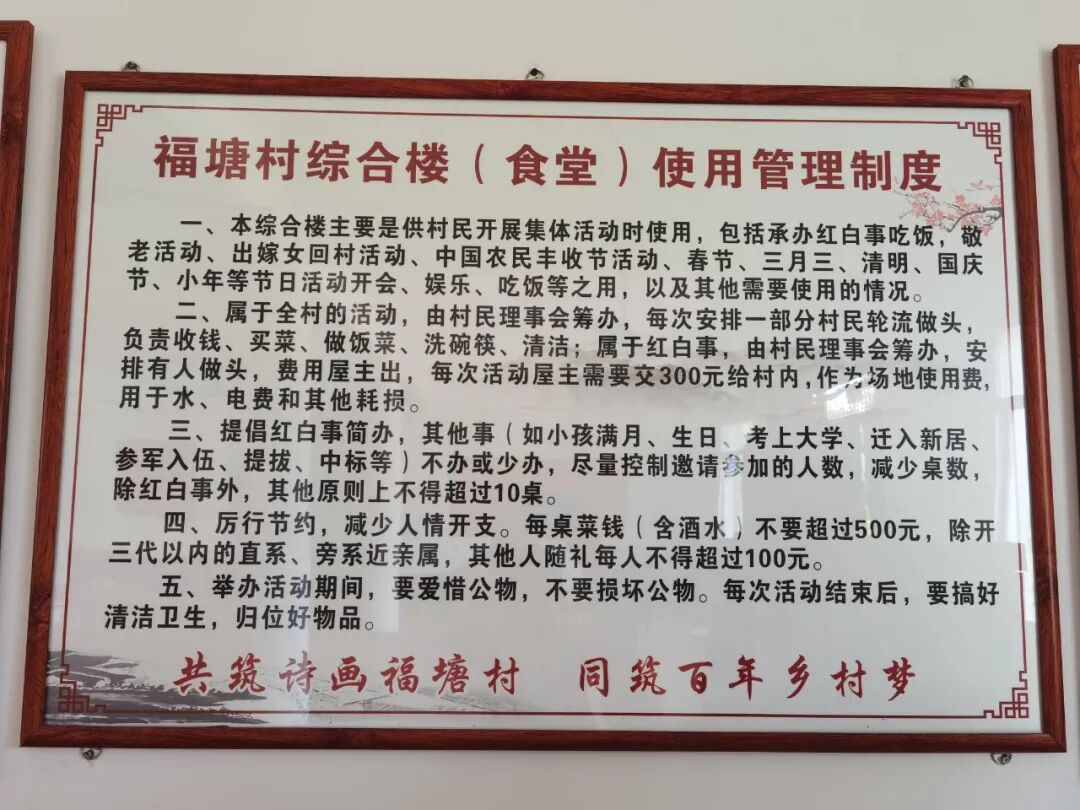 福塘村综合楼（食堂）使用管理制度
一、本综合楼主要是供村民开展集体活动时使用，包括承办红白事吃饭，敬
老活动、出嫁女回村活动、中国农民丰收节活动、春节、三月三、清明、国庆
节、小年等节日活动开会、娱乐、吃饭等之用，以及其他需要使用的情况。
二、属于全村的活动，由村民理事会筹办，每次安排一部分村民轮流做头，
负责收钱、买菜、做饭菜、洗碗筷、清洁；属于红白事，由村民理事会筹办，安
排有人做头，费用屋主出，每次活动屋主需要交300元给村内，作为场地使用费，
用于水、电费和其他耗损。
三、提倡红白事简办，其他事（如小孩满月、生日、考上大学、迁入新居、
参军入伍、提拔、中标等）不办或少办，尽量控制邀请参加的人数，减少桌数，
除红白事外，其他原则上不得超过10桌。
四、厉行节约，减少人情开支。每桌菜钱（含酒水）不要超过500元，除开
三代以内的直系、旁系近亲属，其他人随礼每人不得超过100元。
五、举办活动期间，要爱惜公物，不要损坏公物。每次活动结束后，要搞好
清洁卫生，归位好物品。
共筑诗画福塘村 同筑百年乡村梦